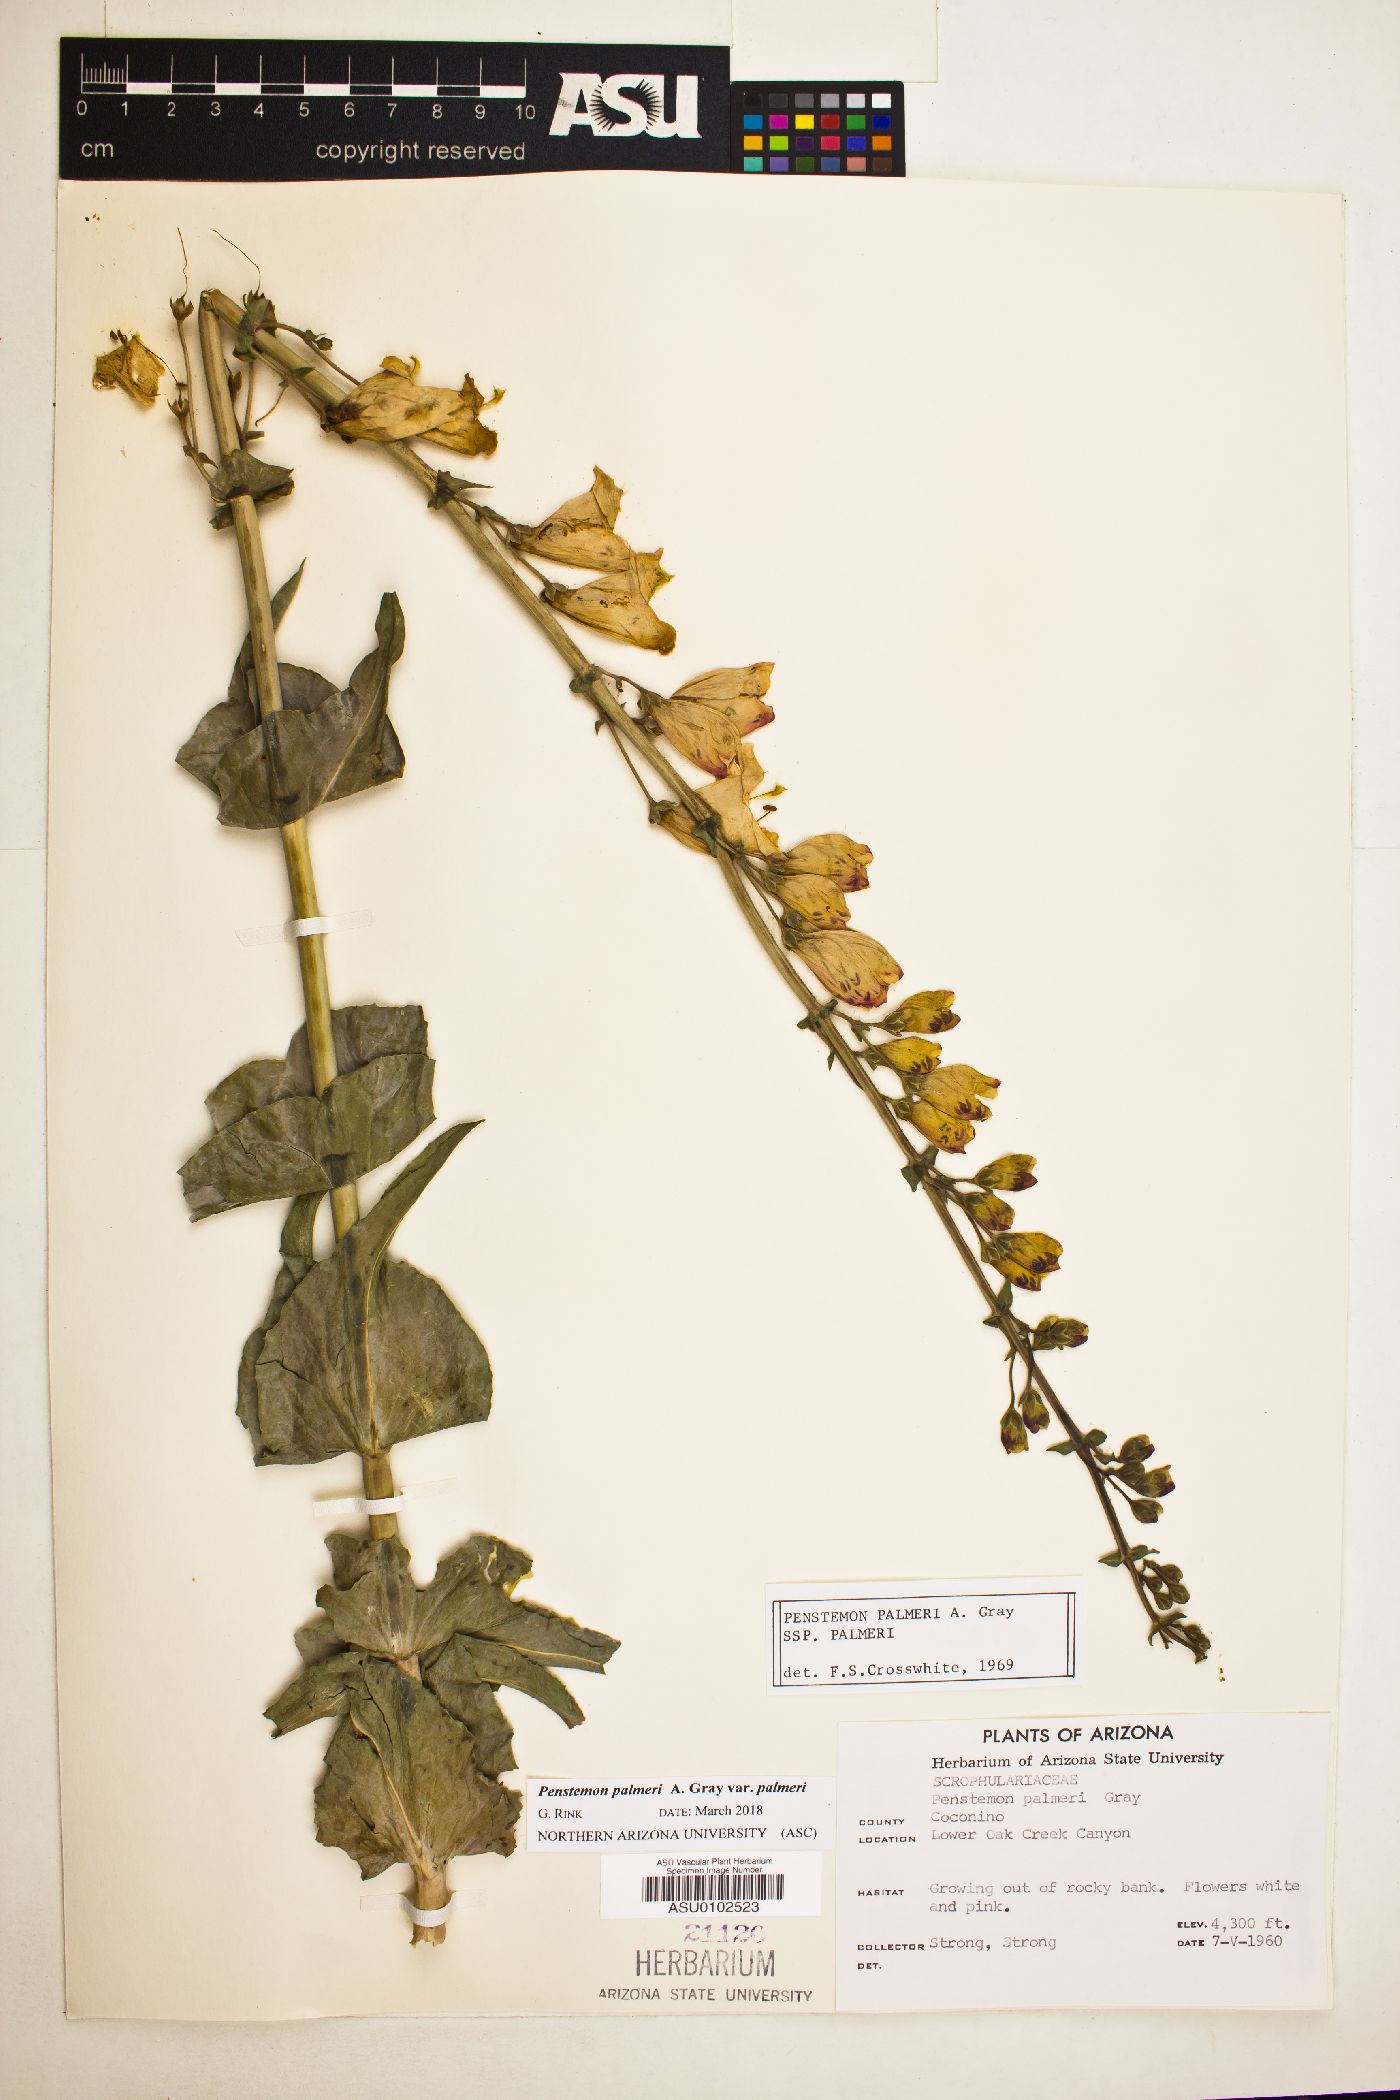 0 1 2 3 4 5 6 7 8 9 10
cm
copyright reserved
ASU
PENSTEMON PALMERI A. Gray
SSP. PALMERI
det. F.S.Crosswhite, 1969
PLANTS OF ARIZONA
Herbarium of Arizona State University
SCROPHULARIACEAE
Penstemon palmeri Gray
COUNTY Coconino
LOCATION Lower Oak Creek Canyon
HABITAT Growing out of rocky bank. Flowers white
and pink.
ELEV. 4,300 ft.
COLLECTOR Strong, Strong DATE 7-V-1960
DET.
Penstemon palmeri A. Gray var. palmeri
G. RINK DATE: March 2018
NORTHERN ARIZONA UNIVERSITY (ASC)
ASU Vascular Plant Herbarium
Specimen Image Number
ASU0102523
21126
HERBARIUM
ARIZONA STATE UNIVERSITY